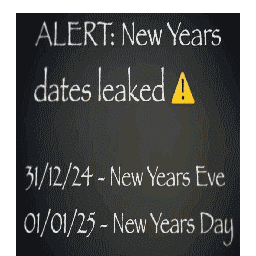 ALERT: New Years
dates leaked ⚠️
31/12/24 - New Years Eve
01/01/25 - New Years Day